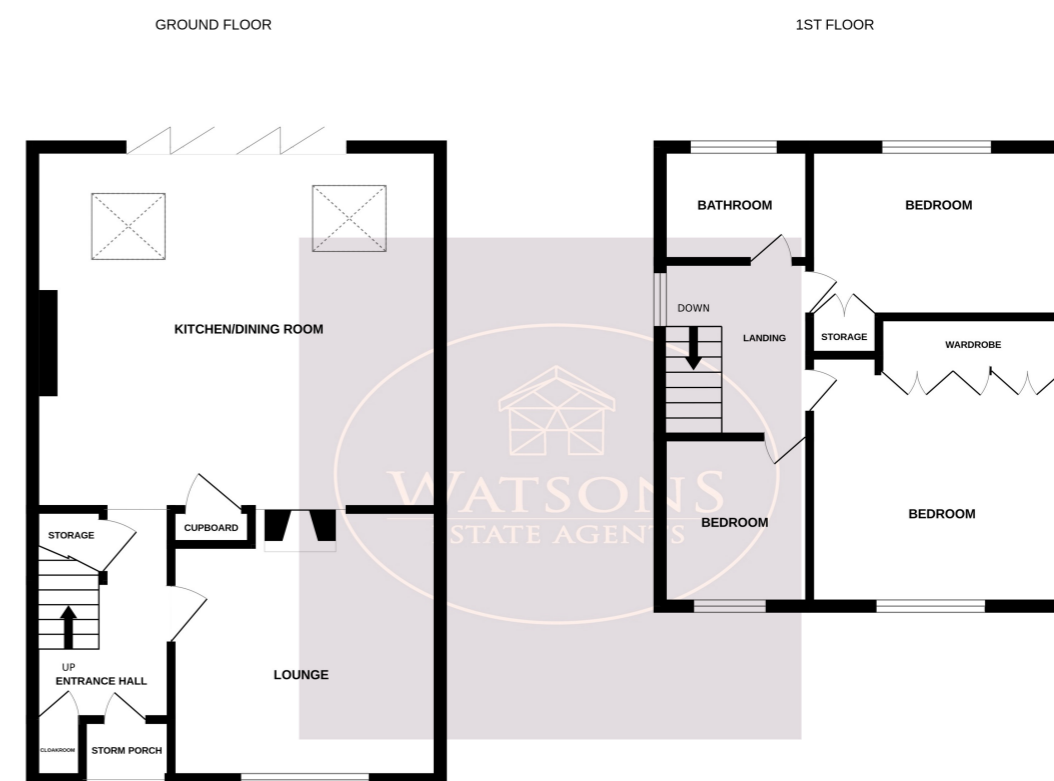 GROUND FLOOR
1ST FLOOR
BATHROOM
BEDROOM
DOWN
LANDING
STORAGE
WARDROBE
KITCHEN/DINING ROOM
WATSONS
ESTATE AGENTS
CUPBOARD
STORAGE
BEDROOM
BEDROOM
UP
ENTRANCE HALL
LOUNGE
CLOAKROOM
STORM PORCH